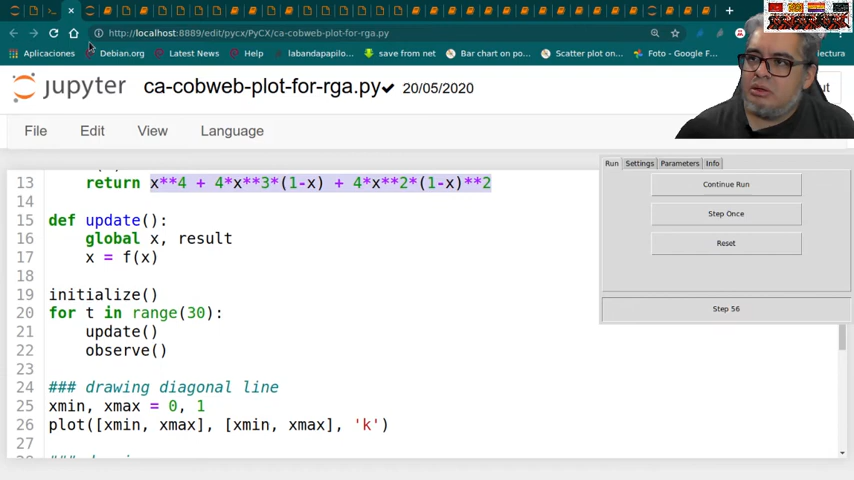 http://localhost:8889/edit/pycx/PyCX/ca-cobweb-plot-for-rga.py
Aplicaciones
Debian.org
Latest News
Help
labandapapilo...
save from net
Bar chart on po...
Scatter plot on...
Foto - Google F...
jupyter
ca-cobweb-plot-for-rga.py
20/05/2020
File
Edit
View
Language
Run
Settings
Parameters
Info
Continue Run
Step Once
Reset
Step 56
13 return x**4 + 4*x**3*(1-x) + 4*x**2*(1-x)**2
14
15 def update():
16 global x, result
17 x = f(x)
18
19 initialize()
20 for t in range(30):
21 update()
22 observe()
23
24 ### drawing diagonal line
25 xmin, xmax = 0, 1
26 plot([xmin, xmax], [xmin, xmax], 'k')
27